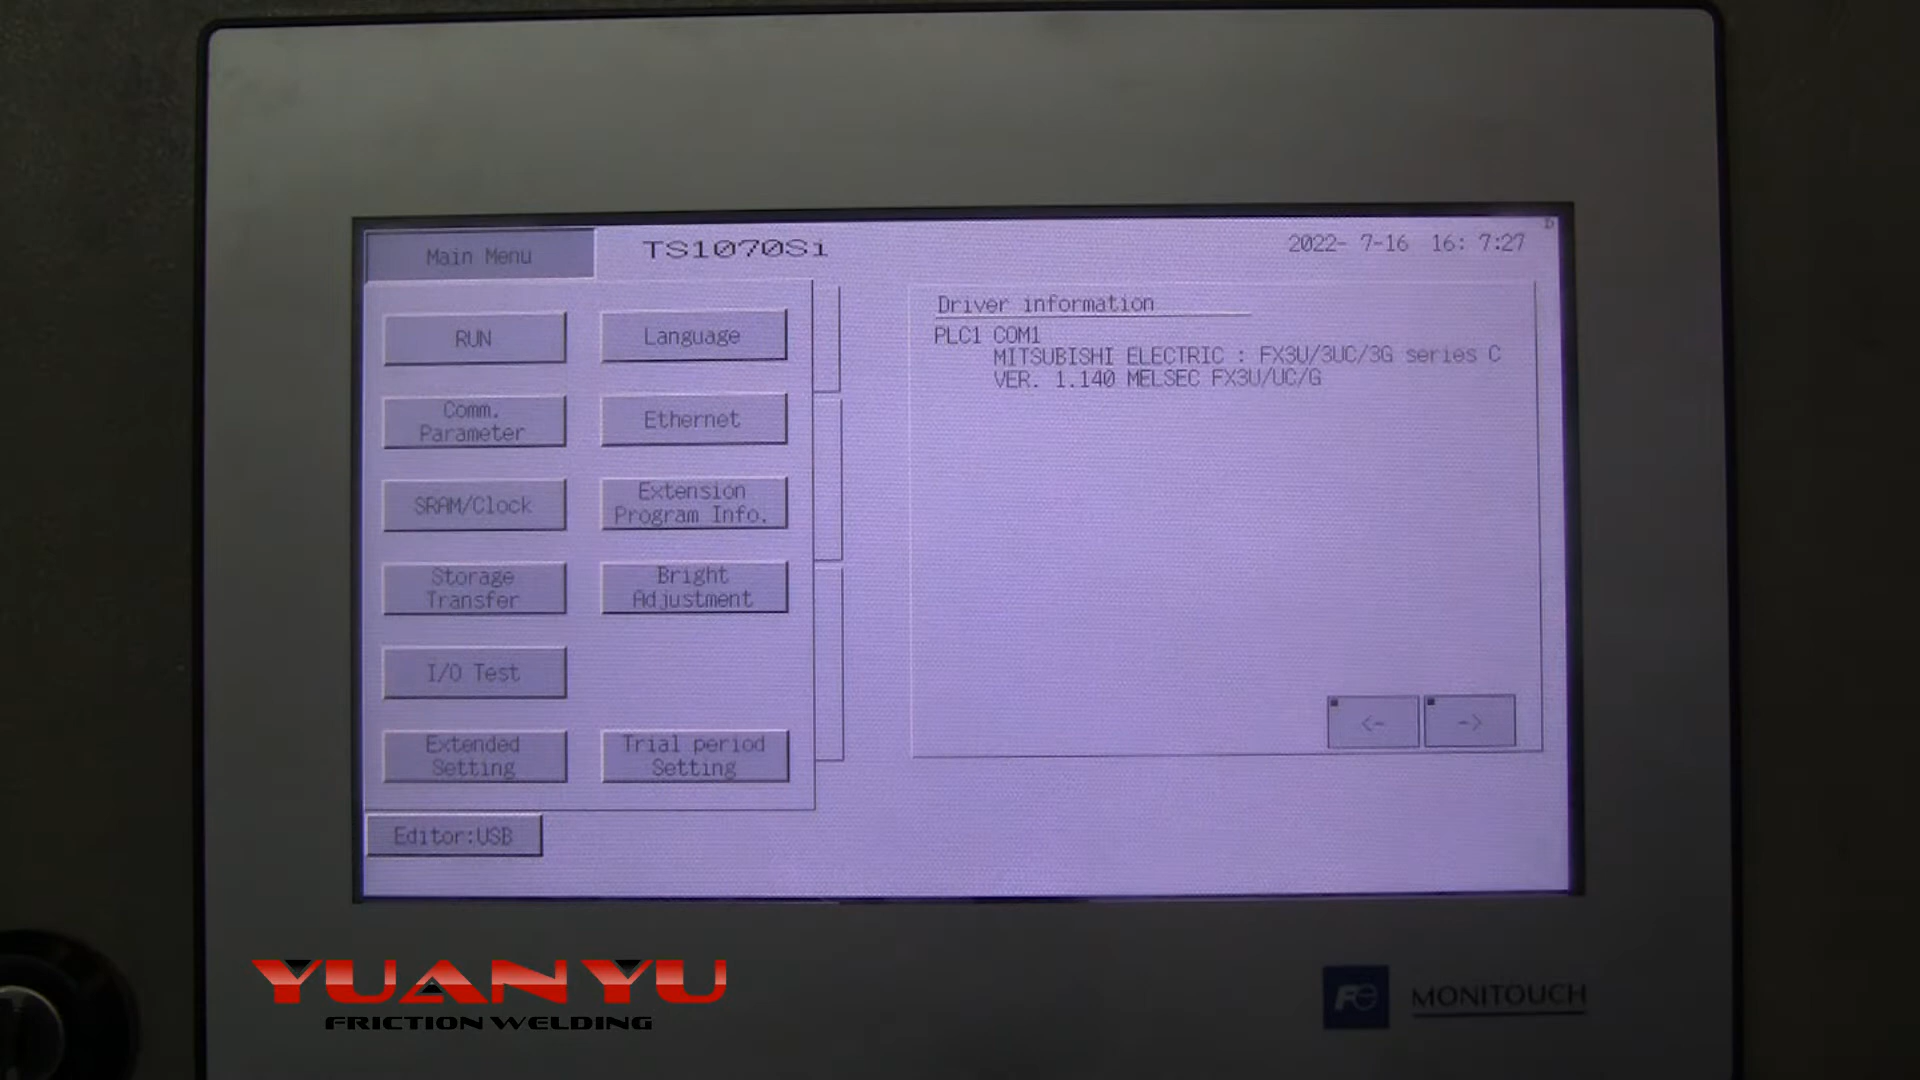 Main Menu
TS1070Si
2022- 7-16 16: 7:27
RUN
Language
Comm.
Parameter
Ethernet
SRAM/Clock
Extension
Program Info.
Storage
Transfer
Bright
Adjustment
I/O Test
Extended
Setting
Trial period
Setting
Editor:USB
Driver information
PLC1 COM1
MITSUBISHI ELECTRIC : FX3U/3UC/3G series C
VER. 1.140 MELSEC FX3U/UC/G
<-
->
YUANYU
FRICTION WELDING
Fe MONITOUCH